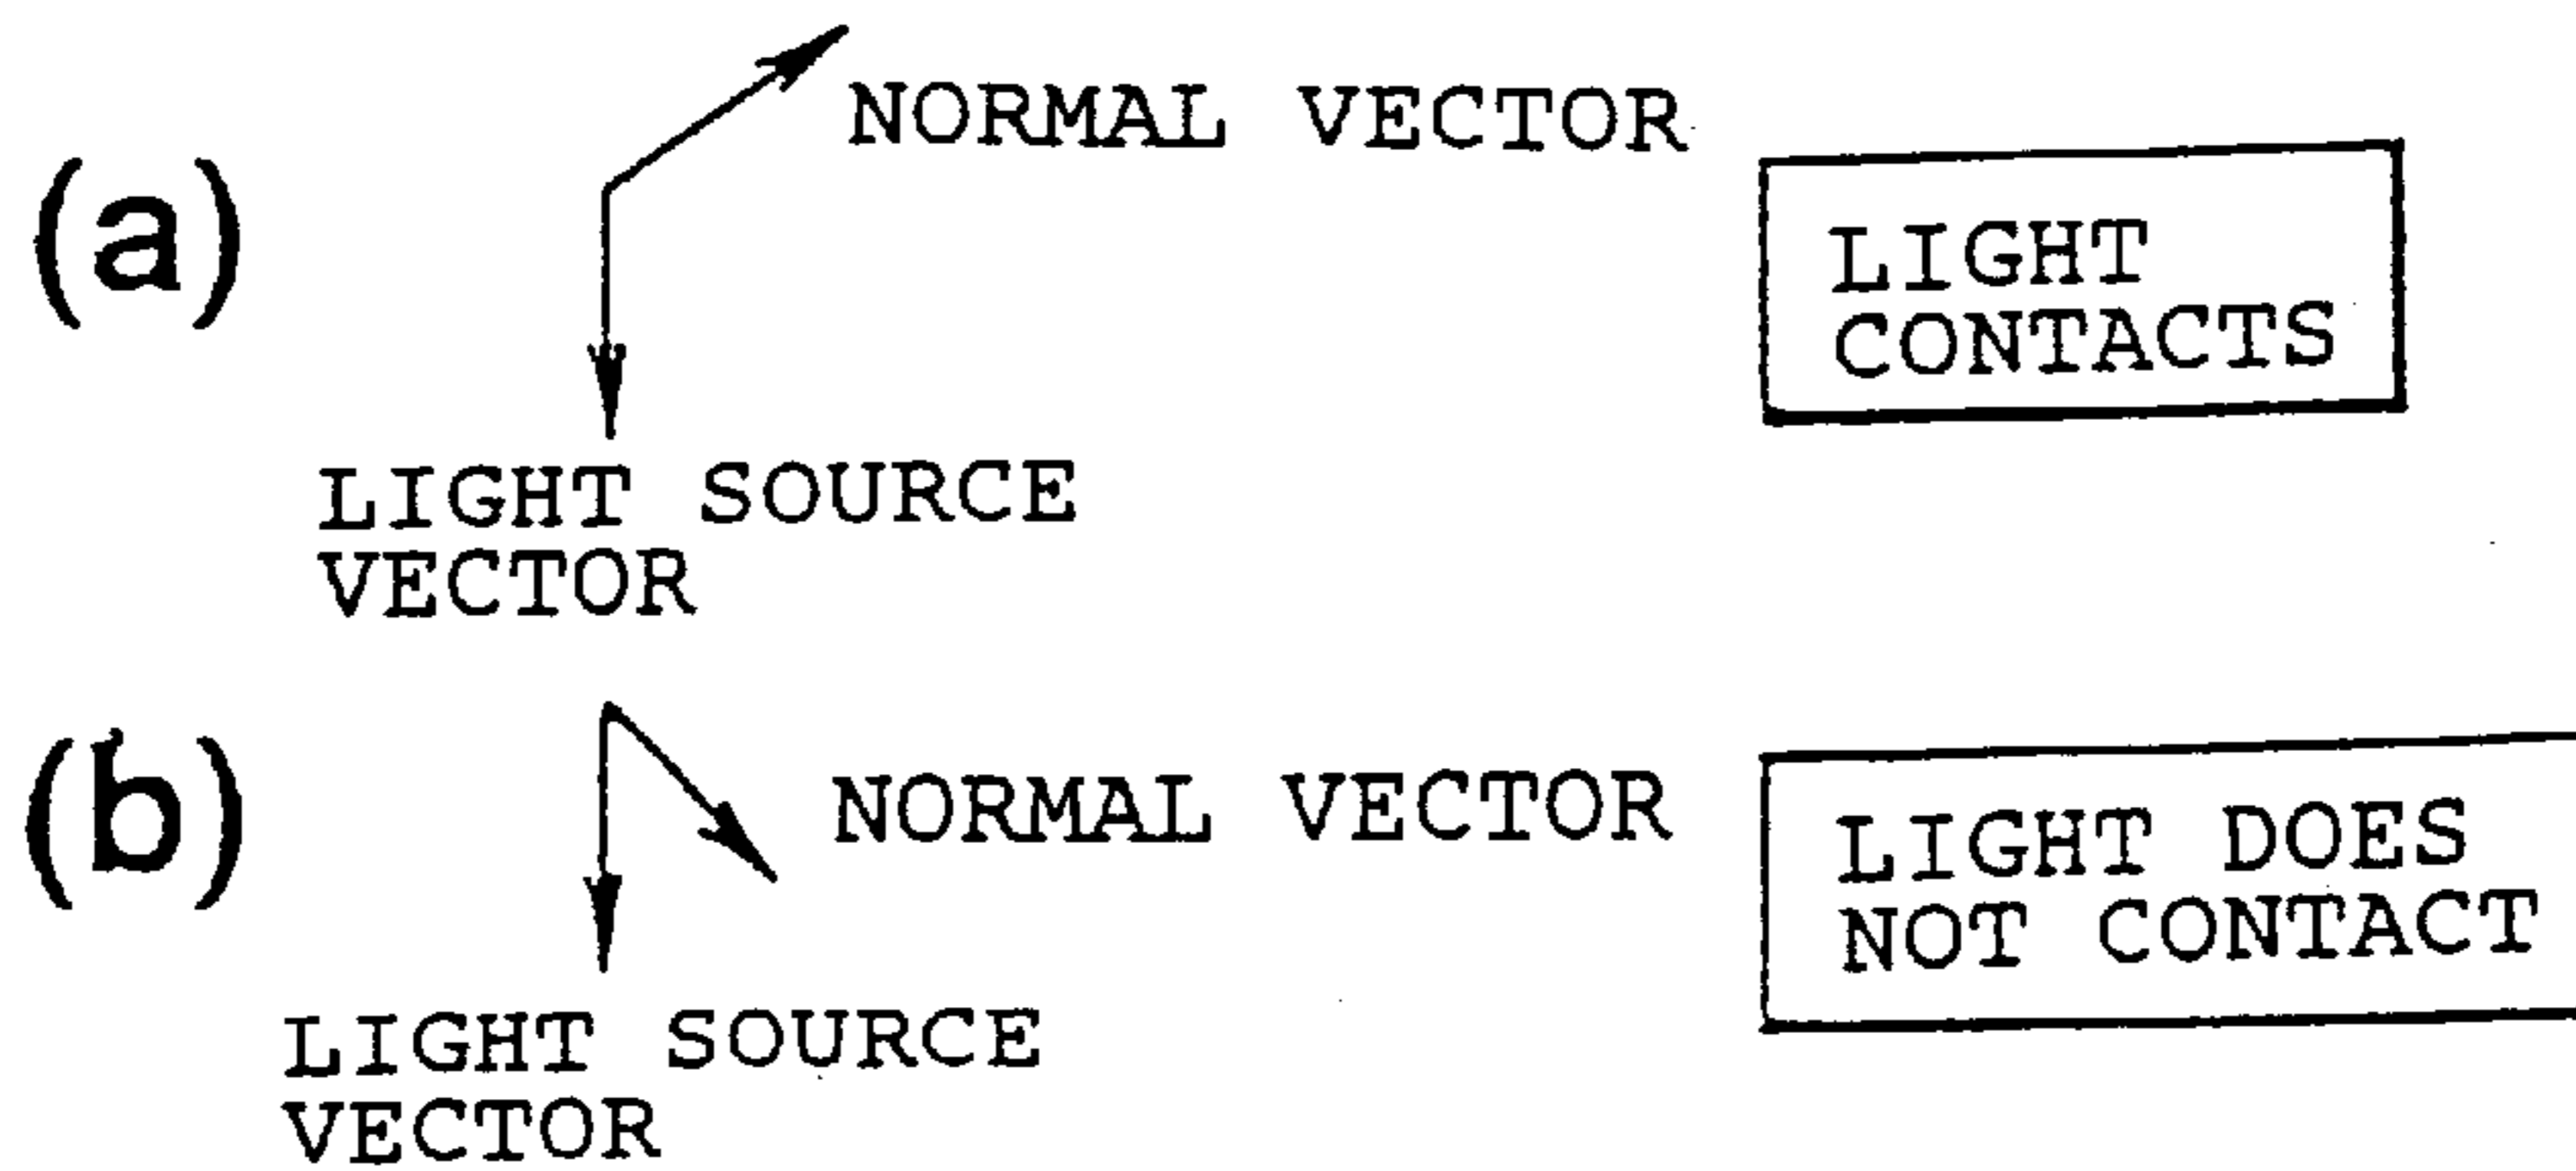 (a)
NORMAL VECTOR
LIGHT
CONTACTS
LIGHT SOURCE
VECTOR
(b)
NORMAL VECTOR
LIGHT DOES
NOT CONTACT
LIGHT SOURCE
VECTOR